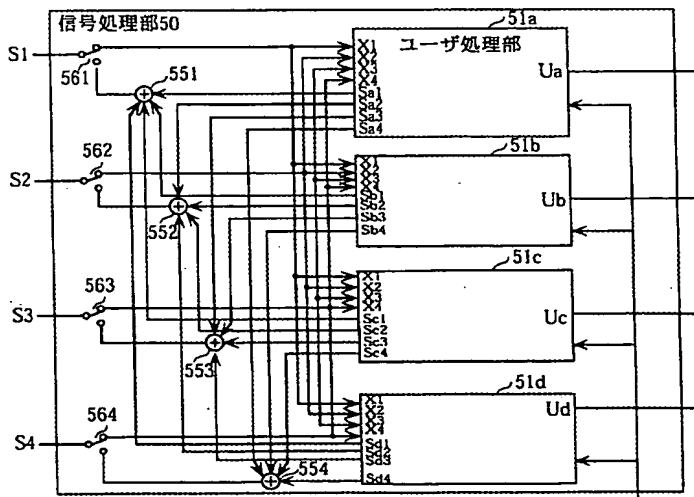 信号処理部50
51a
ユーザ処理部
S1
561
551
X1
X2
X3
X4
Sa1
Sa2
Sa3
Sa4
Ua
51b
S2
562
552
X1
X2
X3
X4
Sb1
Sb2
Sb3
Sb4
Ub
51c
S3
563
553
X1
X2
X3
X4
Sc1
Sc2
Sc3
Sc4
Uc
51d
S4
564
554
X1
X2
X3
X4
Sd1
Sd2
Sd3
Sd4
Ud